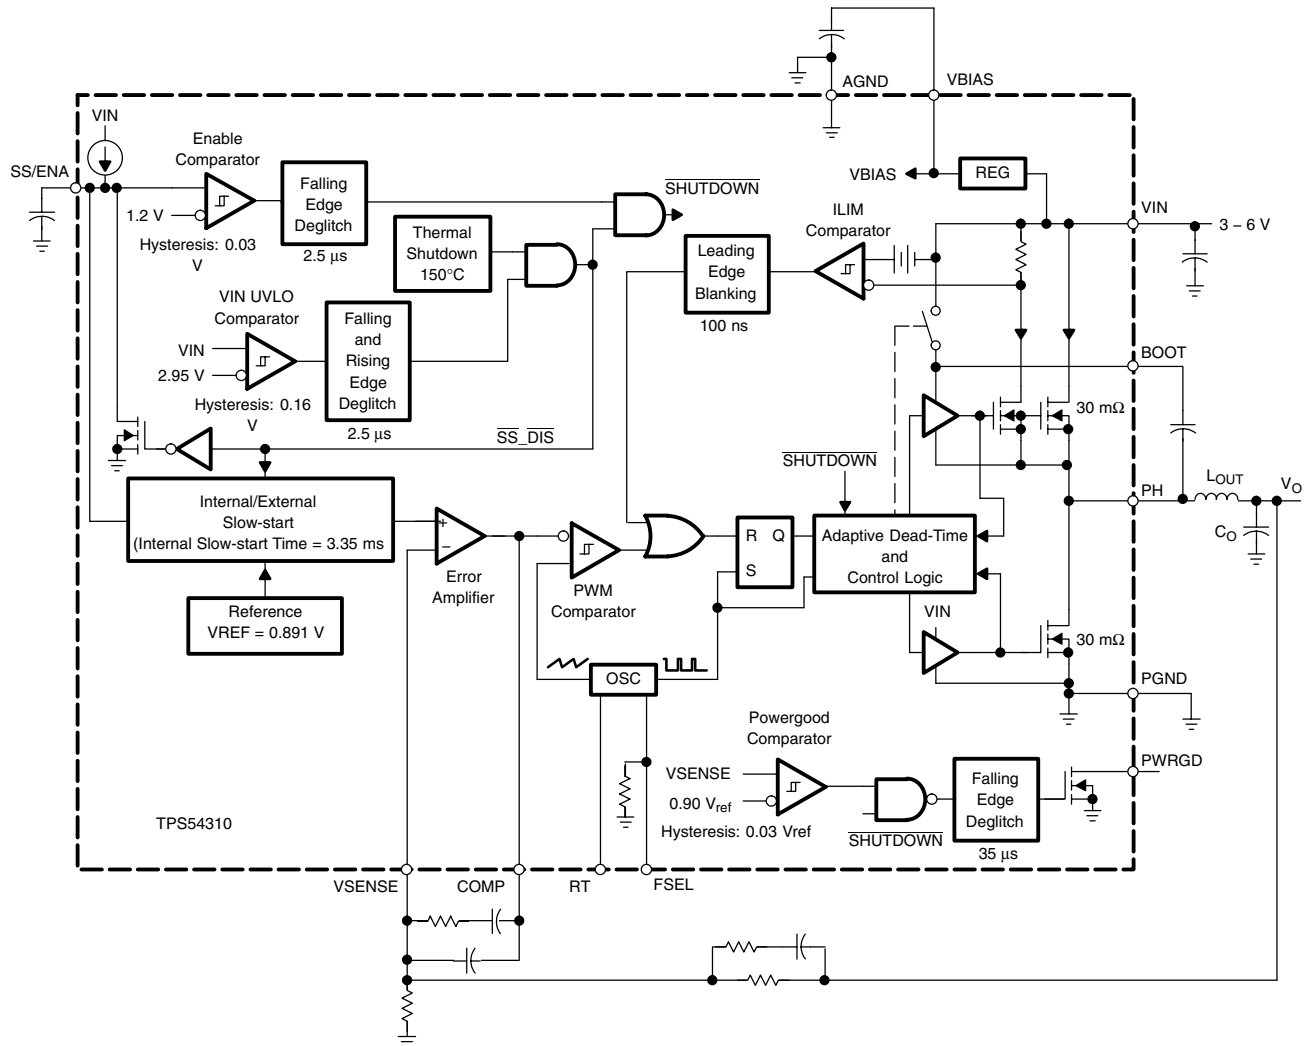 AGND
VBIAS
VIN
Enable
Comparator
SS/ENA
1.2 V
Hysteresis: 0.03
V
Falling
Edge
Deglitch
2.5 μs
SHUTDOWN
VBIAS
REG
Thermal
Shutdown
150°C
Leading
Edge
Blanking
100 ns
ILIM
Comparator
VIN
3 – 6 V
VIN UVLO
Comparator
VIN
2.95 V
Hysteresis: 0.16
V
Falling
and
Rising
Edge
Deglitch
2.5 μs
BOOT
30 mΩ
SS_DIS
SHUTDOWN
PH
LOUT
VO
CO
Internal/External
Slow-start
(Internal Slow-start Time = 3.35 ms
+
−
Error
Amplifier
PWM
Comparator
R
Q
S
Adaptive Dead-Time
and
Control Logic
Reference
VREF = 0.891 V
VIN
30 mΩ
OSC
PGND
Powergood
Comparator
VSENSE
0.90 Vref
Hysteresis: 0.03 Vref
SHUTDOWN
Falling
Edge
Deglitch
35 μs
PWRGD
TPS54310
VSENSE
COMP
RT
FSEL